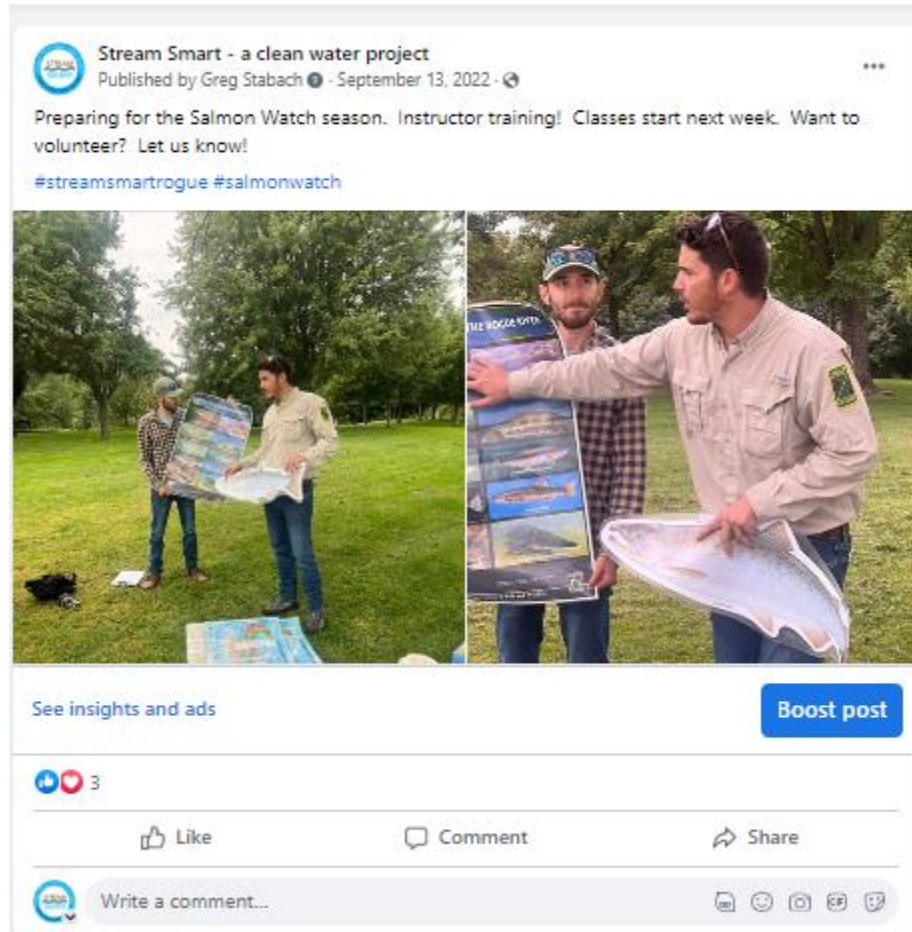 Stream Smart - a clean water project
Published by Greg Stabach · September 13, 2022 ·
Preparing for the Salmon Watch season.  Instructor training!  Classes start next week.  Want to
volunteer?  Let us know!
#streamsmartrogue #salmonwatch
THE ROGUE RIVER
See insights and ads
Boost post
3
Like
Comment
Share
Write a comment...
GIF